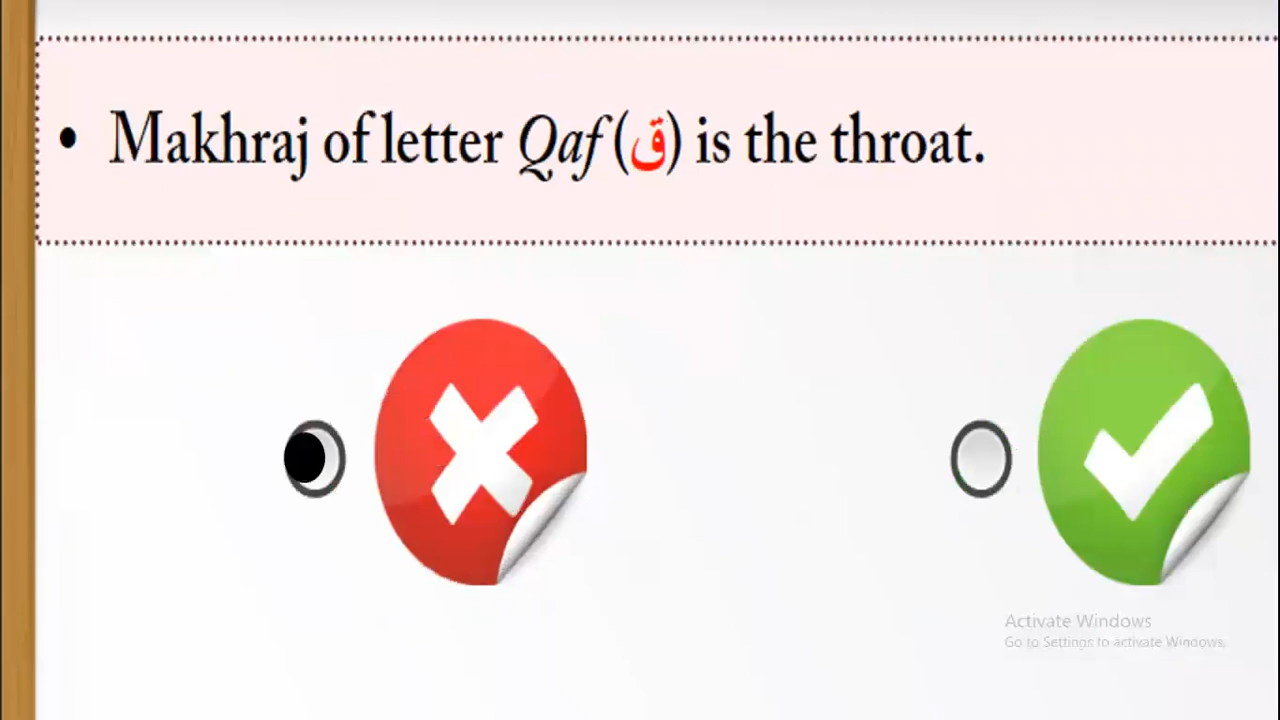 • Makhraj of letter Qaf (ق) is the throat.
Activate Windows
Go to Settings to activate Windows.